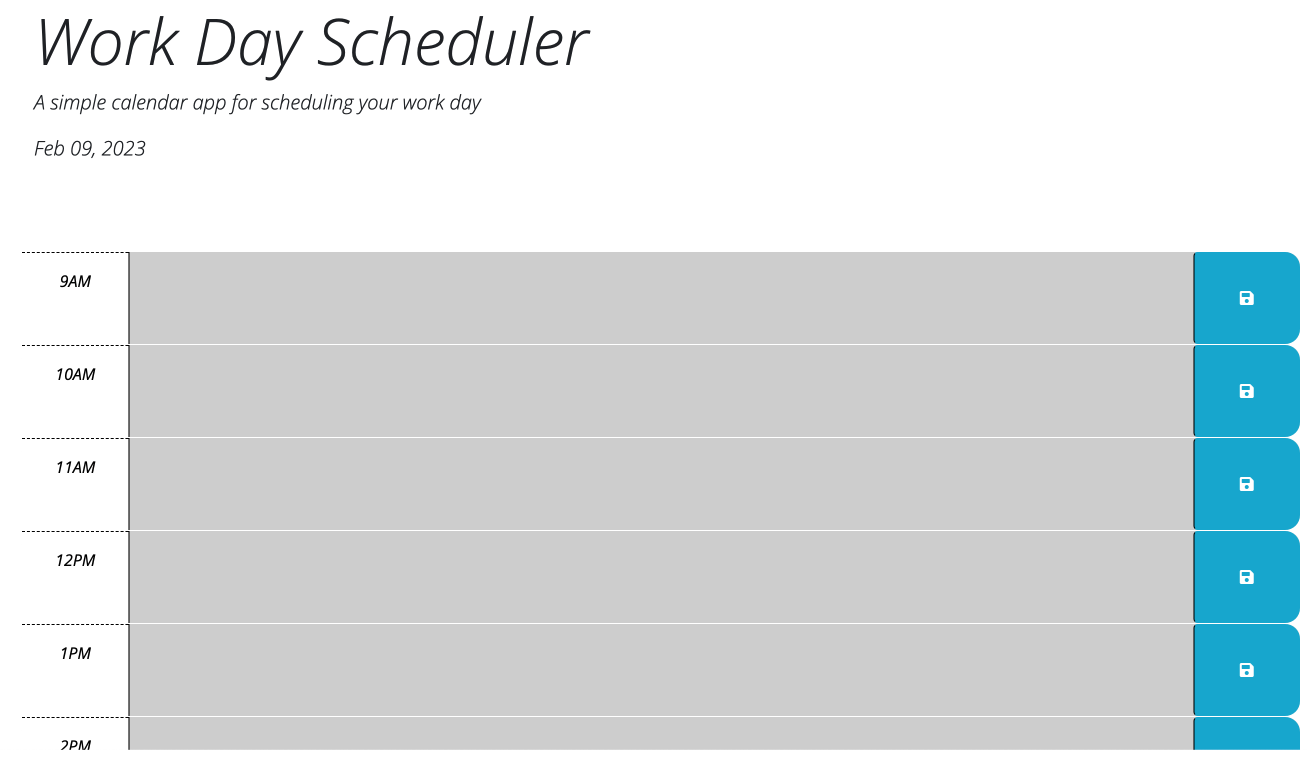 Work Day Scheduler
A simple calendar app for scheduling your work day
Feb 09, 2023
9AM
10AM
11AM
12PM
1PM
2PM